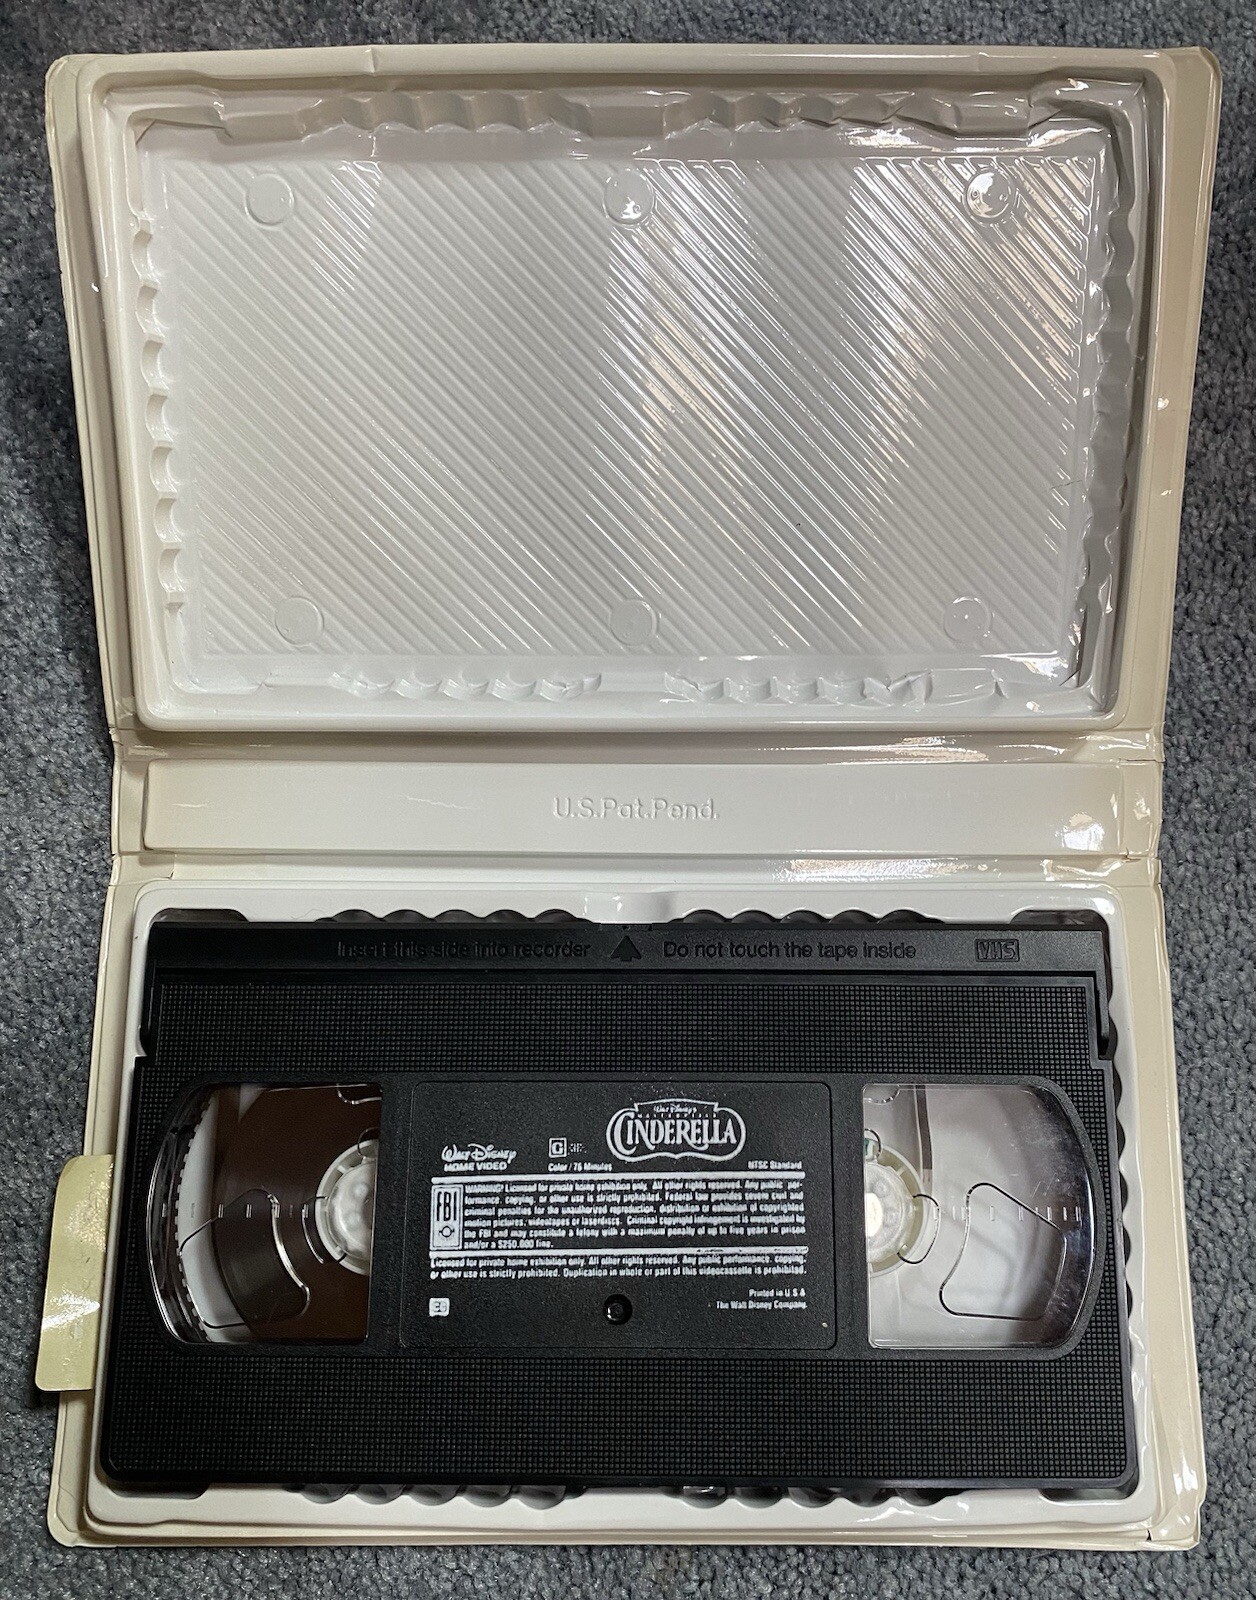 U.S.Pat.Pend.
Insert this side into recorder
Do not touch the tape inside
VHS
Walt Disney's
MASTERPIECE
CINDERELLA
WALT DISNEY
HOME VIDEO
G
Color / 76 Minutes
NTSC Standard
FBI
Licensed for private home exhibition only. All other rights reserved. Any public per-
formance, copying, or other use is strictly prohibited. Federal law provides severe civil and
criminal penalties for the unauthorized reproduction, distribution or exhibition of copyrighted
motion pictures, videotapes or laserdiscs. Criminal copyright infringement is investigated by
the FBI and may constitute a felony with a maximum penalty of up to five years in prison
and/or a $250,000 fine.
Licensed for private home exhibition only. All other rights reserved. Any public performance, copying,
or other use is strictly prohibited. Duplication in whole or part of this videocassette is prohibited.
Printed in U.S.A
The Walt Disney Company